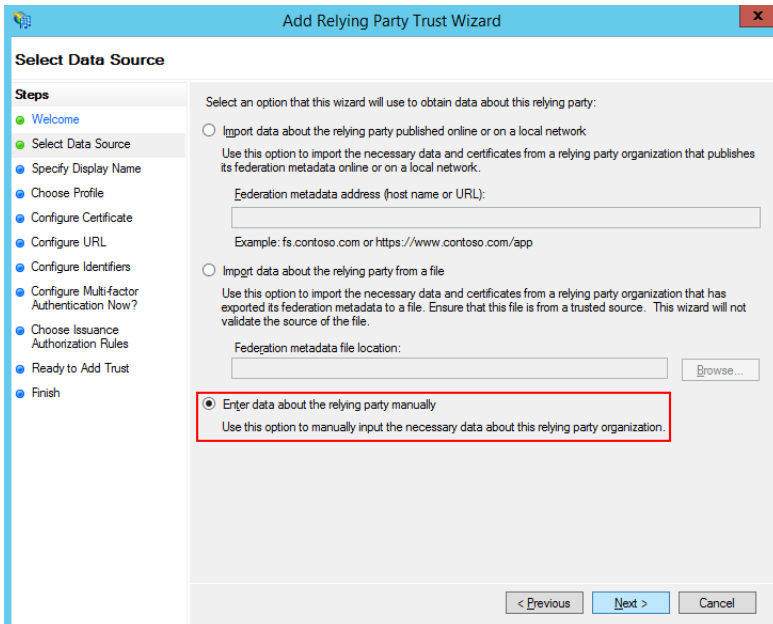 Add Relying Party Trust Wizard
x
Select Data Source
Steps
Welcome
Select Data Source
Specify Display Name
Choose Profile
Configure Certificate
Configure URL
Configure Identifiers
Configure Multi-factor
Authentication Now?
Choose Issuance
Authorization Rules
Ready to Add Trust
Finish
Select an option that this wizard will use to obtain data about this relying party:
Import data about the relying party published online or on a local network
Use this option to import the necessary data and certificates from a relying party organization that publishes
its federation metadata online or on a local network.
Federation metadata address (host name or URL):
Example: fs.contoso.com or https://www.contoso.com/app
Import data about the relying party from a file
Use this option to import the necessary data and certificates from a relying party organization that has
exported its federation metadata to a file. Ensure that this file is from a trusted source. This wizard will not
validate the source of the file.
Federation metadata file location:
Browse...
Enter data about the relying party manually
Use this option to manually input the necessary data about this relying party organization.
< Previous
Next >
Cancel